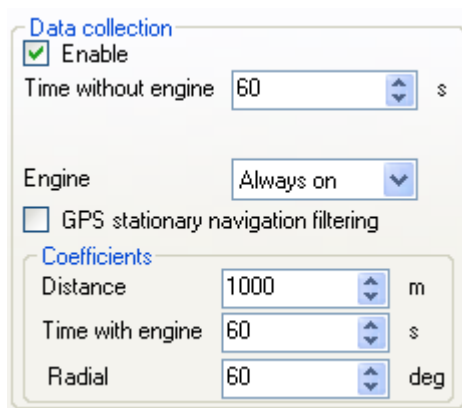 Data collection
Enable
Time without engine 60 s
Engine Always on
GPS stationary navigation filtering
Coefficients
Distance 1000 m
Time with engine 60 s
Radial 60 deg